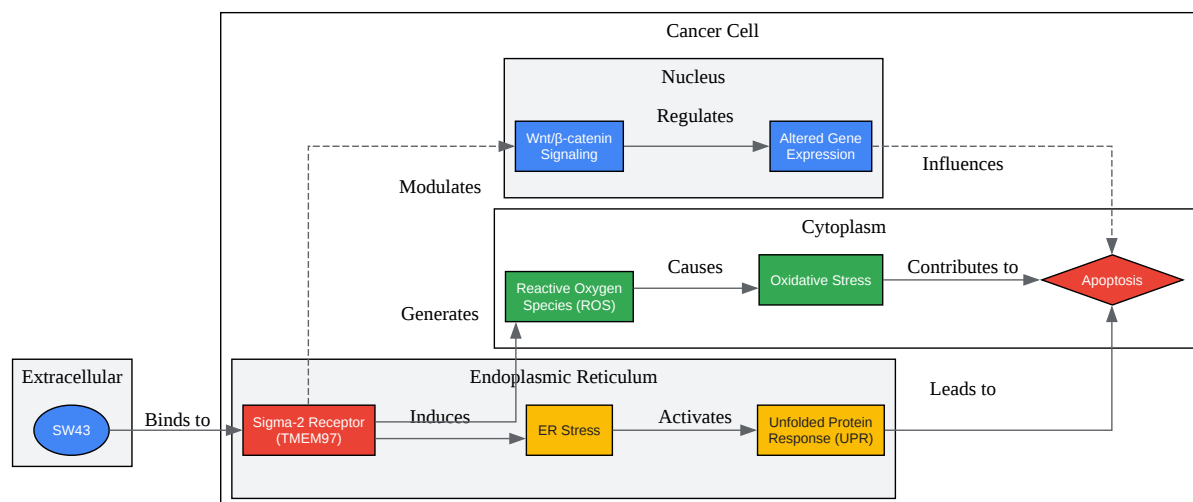 Cancer Cell
Nucleus
Wnt/β-catenin
Signaling
Regulates
Altered Gene
Expression
Modulates
Influences
Cytoplasm
Reactive Oxygen
Species (ROS)
Causes
Oxidative Stress
Contributes to
Apoptosis
Generates
Extracellular
SW43
Binds to
Endoplasmic Reticulum
Sigma-2 Receptor
(TMEM97)
Induces
ER Stress
Activates
Unfolded Protein
Response (UPR)
Leads to